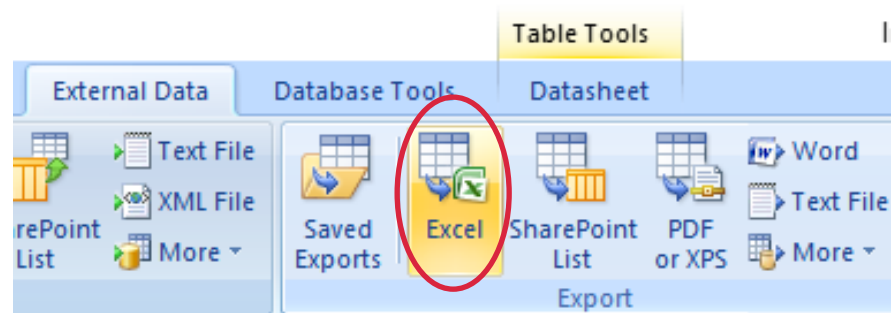 Table Tools
External Data
Database Tools
Datasheet
Text File
XML File
More
List
Saved
Exports
Excel
SharePoint
List
PDF
or XPS
Word
Text File
More
Export